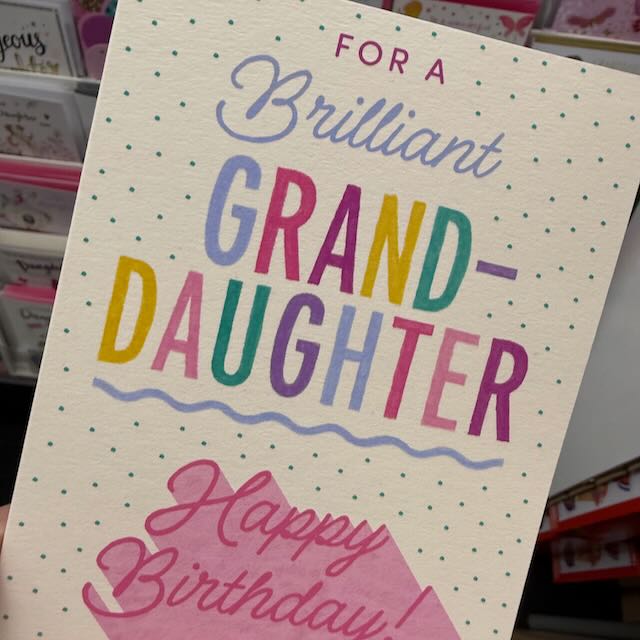 FOR A
Brilliant
GRAND-
DAUGHTER
Happy
Birthday!